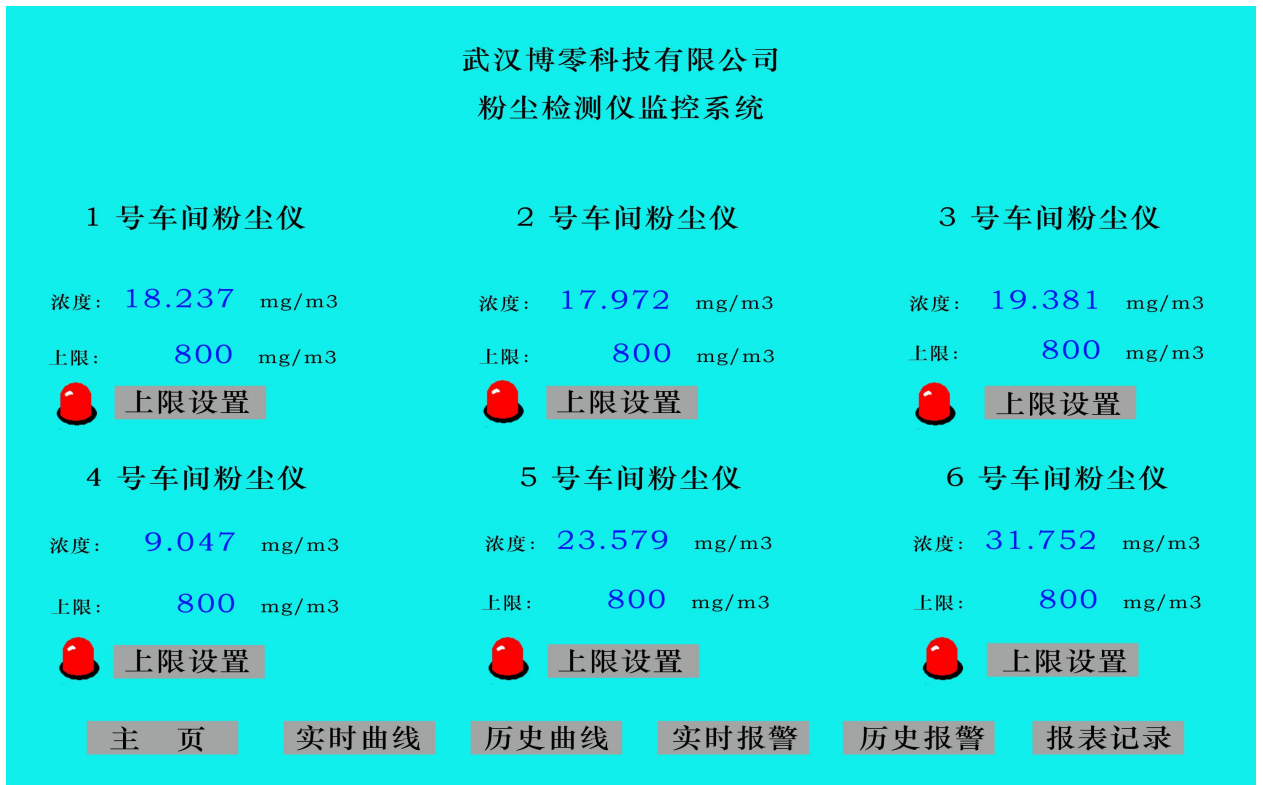 武汉博零科技有限公司
粉尘检测仪监控系统
1 号车间粉尘仪 2 号车间粉尘仪 3 号车间粉尘仪
浓度: 18.237 mg/m3 浓度: 17.972 mg/m3 浓度: 19.381 mg/m3
上限: 800 mg/m3 上限: 800 mg/m3 上限: 800 mg/m3
上限设置 上限设置 上限设置
4 号车间粉尘仪 5 号车间粉尘仪 6 号车间粉尘仪
浓度: 9.047 mg/m3 浓度: 23.579 mg/m3 浓度: 31.752 mg/m3
上限: 800 mg/m3 上限: 800 mg/m3 上限: 800 mg/m3
上限设置 上限设置 上限设置
主 页 实时曲线 历史曲线 实时报警 历史报警 报表记录